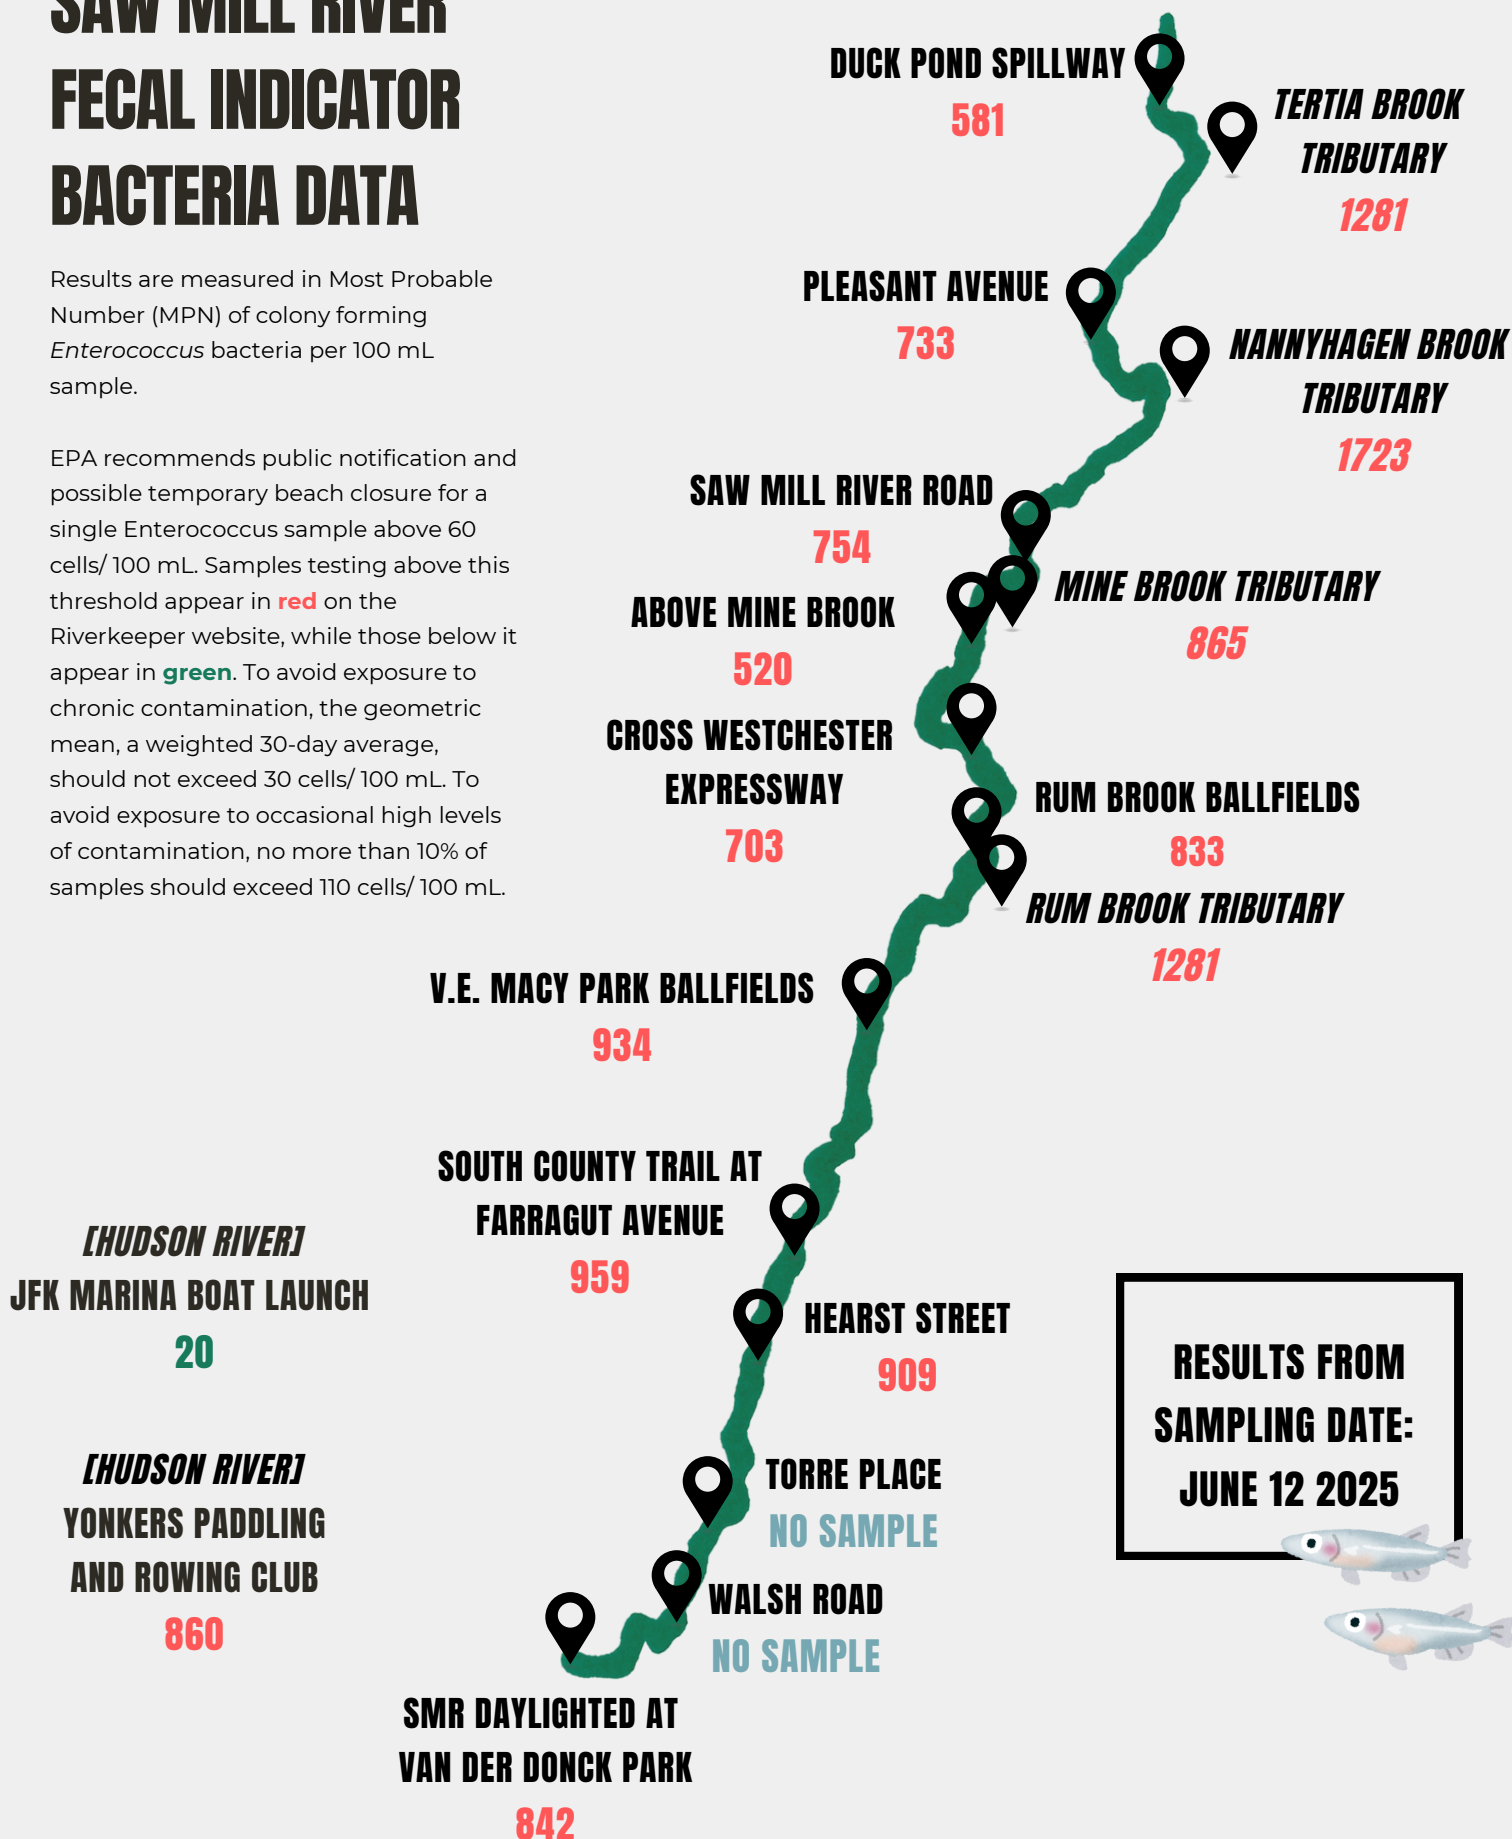 SAW MILL RIVER
FECAL INDICATOR
BACTERIA DATA
Results are measured in Most Probable
Number (MPN) of colony forming
Enterococcus bacteria per 100 mL
sample.
EPA recommends public notification and
possible temporary beach closure for a
single Enterococcus sample above 60
cells/ 100 mL. Samples testing above this
threshold appear in red on the
Riverkeeper website, while those below it
appear in green. To avoid exposure to
chronic contamination, the geometric
mean, a weighted 30-day average,
should not exceed 30 cells/ 100 mL. To
avoid exposure to occasional high levels
of contamination, no more than 10% of
samples should exceed 110 cells/ 100 mL.
DUCK POND SPILLWAY
581
TERTIA BROOK
TRIBUTARY
1281
PLEASANT AVENUE
733
NANNYHAGEN BROOK
TRIBUTARY
1723
SAW MILL RIVER ROAD
754
MINE BROOK TRIBUTARY
865
ABOVE MINE BROOK
520
CROSS WESTCHESTER
EXPRESSWAY
703
RUM BROOK BALLFIELDS
833
RUM BROOK TRIBUTARY
1281
V.E. MACY PARK BALLFIELDS
934
SOUTH COUNTY TRAIL AT
FARRAGUT AVENUE
959
HEARST STREET
909
TORRE PLACE
NO SAMPLE
WALSH ROAD
NO SAMPLE
SMR DAYLIGHTED AT
VAN DER DONCK PARK
842
[HUDSON RIVER]
JFK MARINA BOAT LAUNCH
20
[HUDSON RIVER]
YONKERS PADDLING
AND ROWING CLUB
860
RESULTS FROM
SAMPLING DATE:
JUNE 12 2025